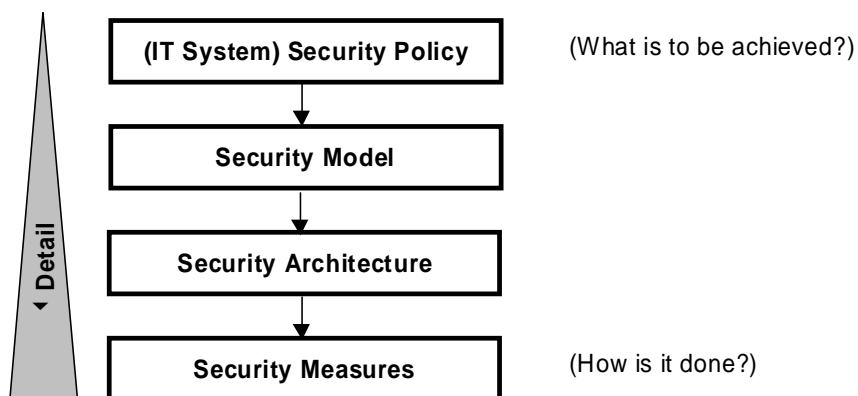 (IT System) Security Policy
(What is to be achieved?)
Security Model
Security Architecture
Detail
Security Measures
(How is it done?)